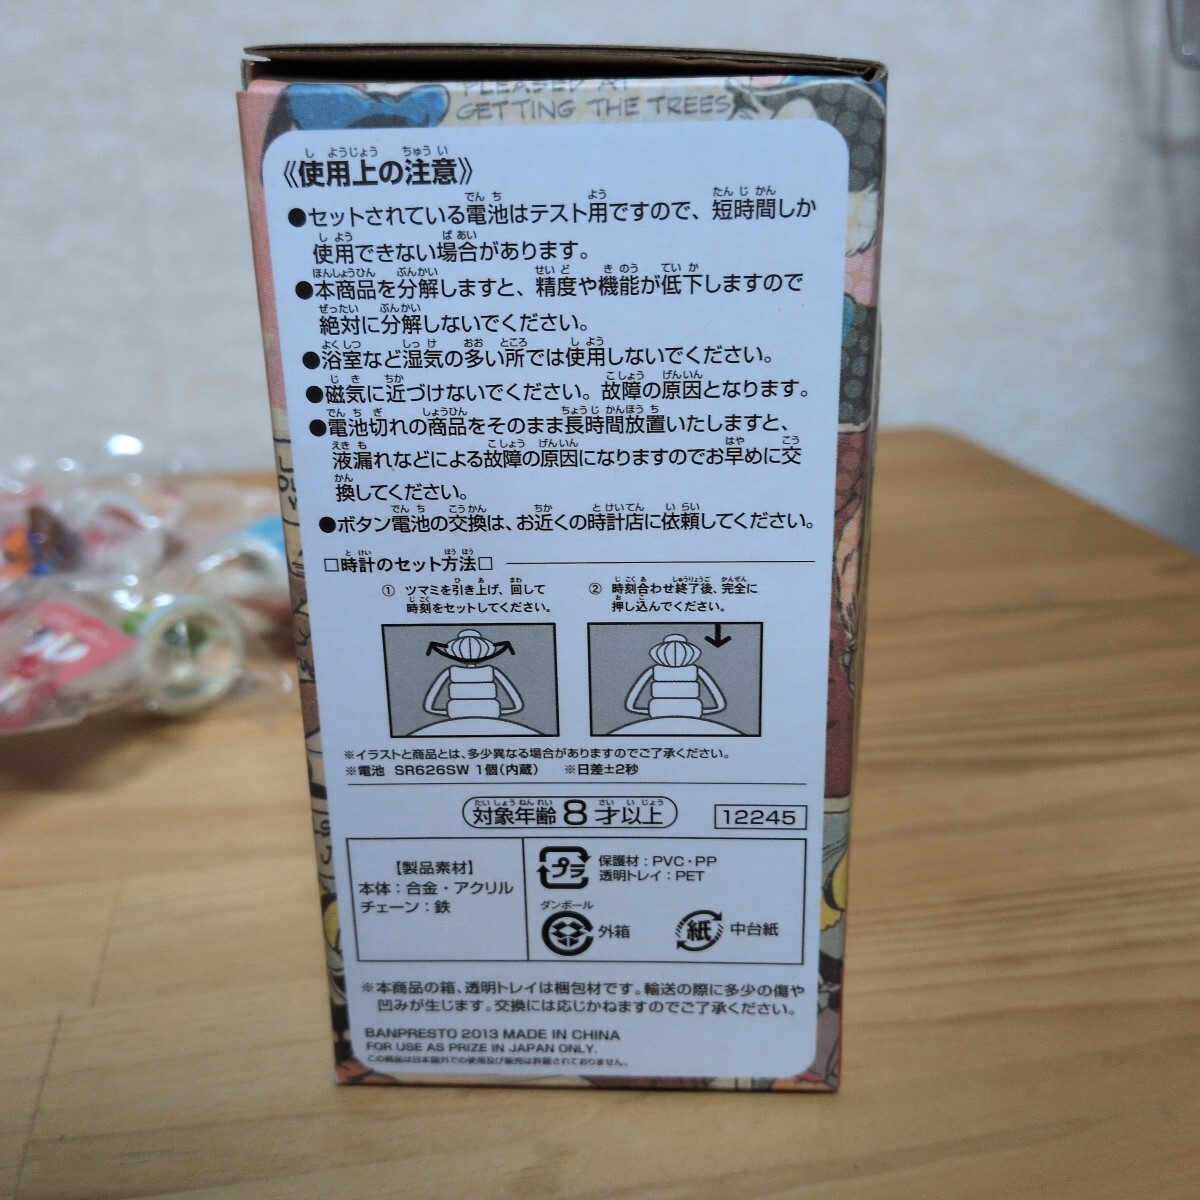 GETTING THE TREES
《使用上の注意》
●セットされている電池はテスト用ですので、短時間しか
使用できない場合があります。
●本商品を分解しますと、精度や機能が低下しますので
絶対に分解しないでください。
●浴室など湿気の多い所では使用しないでください。
●磁気に近づけないでください。故障の原因となります。
●電池切れの商品をそのまま長時間放置いたしますと、
液漏れなどによる故障の原因になりますのでお早めに交
換してください。
●ボタン電池の交換は、お近くの時計店に依頼してください。
□時計のセット方法□
① ツマミを引き上げ、回して
時刻をセットしてください。
② 時刻合わせ終了後、完全に
押し込んでください。
※イラストと商品とは、多少異なる場合がありますのでご了承ください。
※電池 SR626SW 1個(内蔵) ※日差±2秒
対象年齢 8才以上
12245
【製品素材】
本体：合金・アクリル
チェーン：鉄
プラ
保護材：PVC・PP
透明トレイ：PET
ダンボール
外箱
紙
中台紙
※本商品の箱、透明トレイは梱包材です。輸送の際に多少の傷や
凹みが生じます。交換には応じかねますのでご了承ください。
BANPRESTO 2013 MADE IN CHINA
FOR USE AS PRIZE IN JAPAN ONLY.
この商品は日本国外での使用及び販売は許諾されておりません。